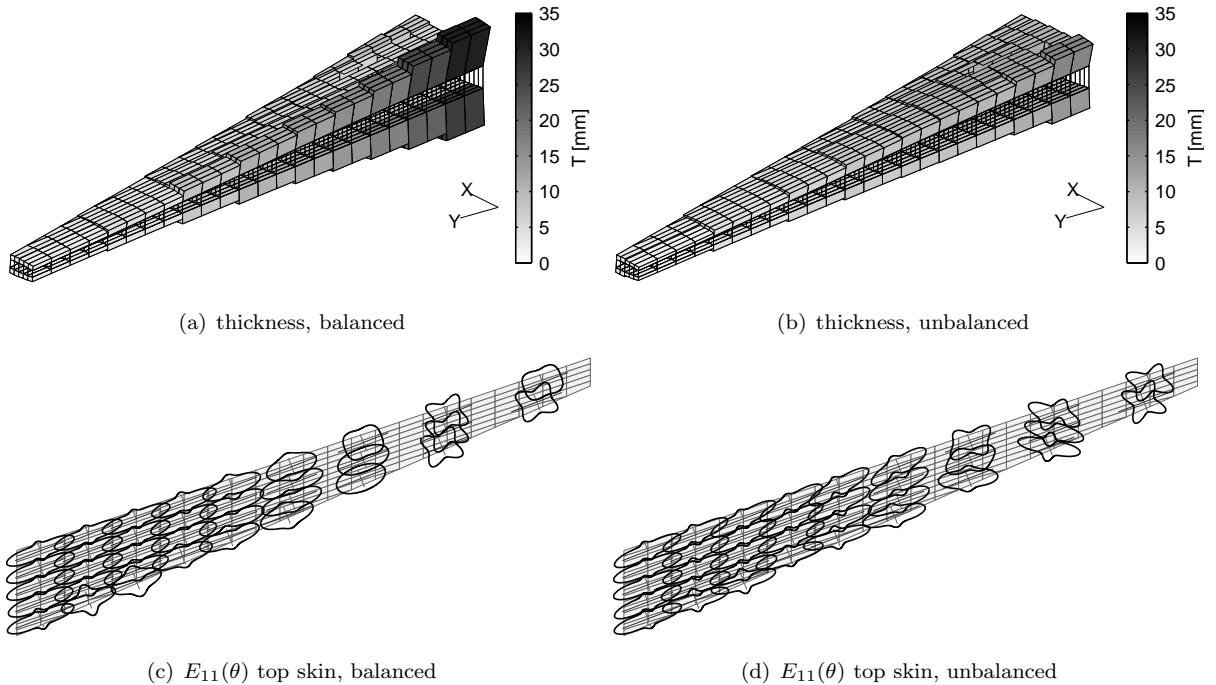 35
30
25
20
15
10
5
0
T [mm]
X
Y
35
30
25
20
15
10
5
0
T [mm]
X
Y
(a) thickness, balanced
(b) thickness, unbalanced
(c) E₁₁(θ) top skin, balanced
(d) E₁₁(θ) top skin, unbalanced